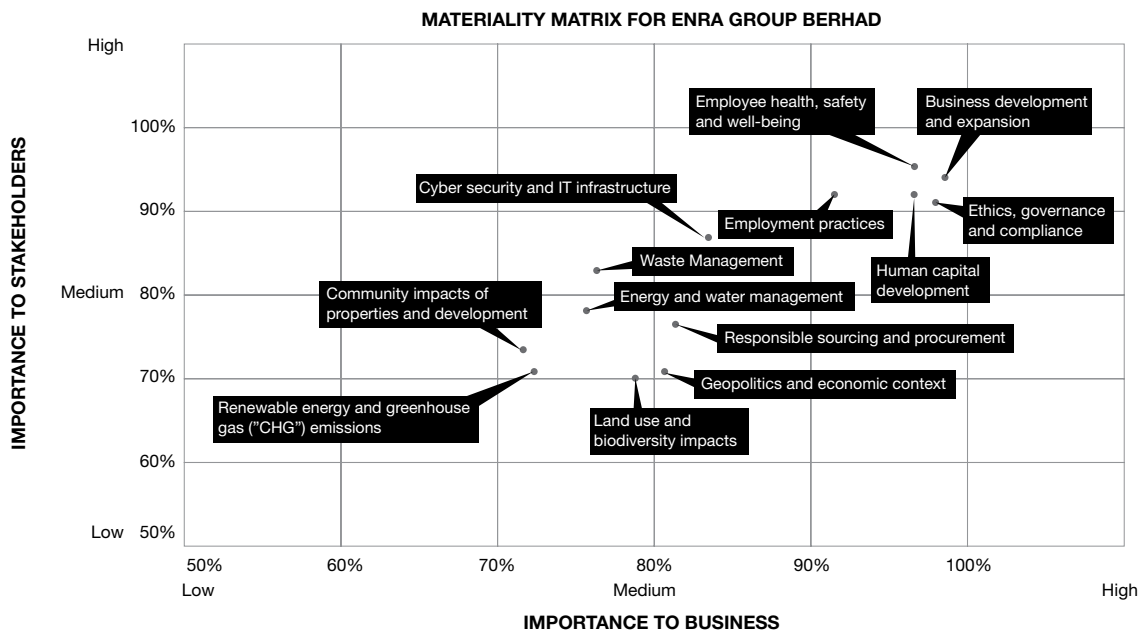 MATERIALITY MATRIX FOR ENRA GROUP BERHAD
High
Employee health, safety
and well-being
Business development
and expansion
100%
Cyber security and IT infrastructure
90%
Employment practices
Ethics, governance
and compliance
Waste Management
Human capital
development
IMPORTANCE TO STAKEHOLDERS
Medium 80%
Community impacts of
properties and development
Energy and water management
Responsible sourcing and procurement
70%
Geopolitics and economic context
Renewable energy and greenhouse
gas (”CHG”) emissions
Land use and
biodiversity impacts
60%
Low 50%
50% 60% 70% 80% 90% 100%
Low Medium High
IMPORTANCE TO BUSINESS